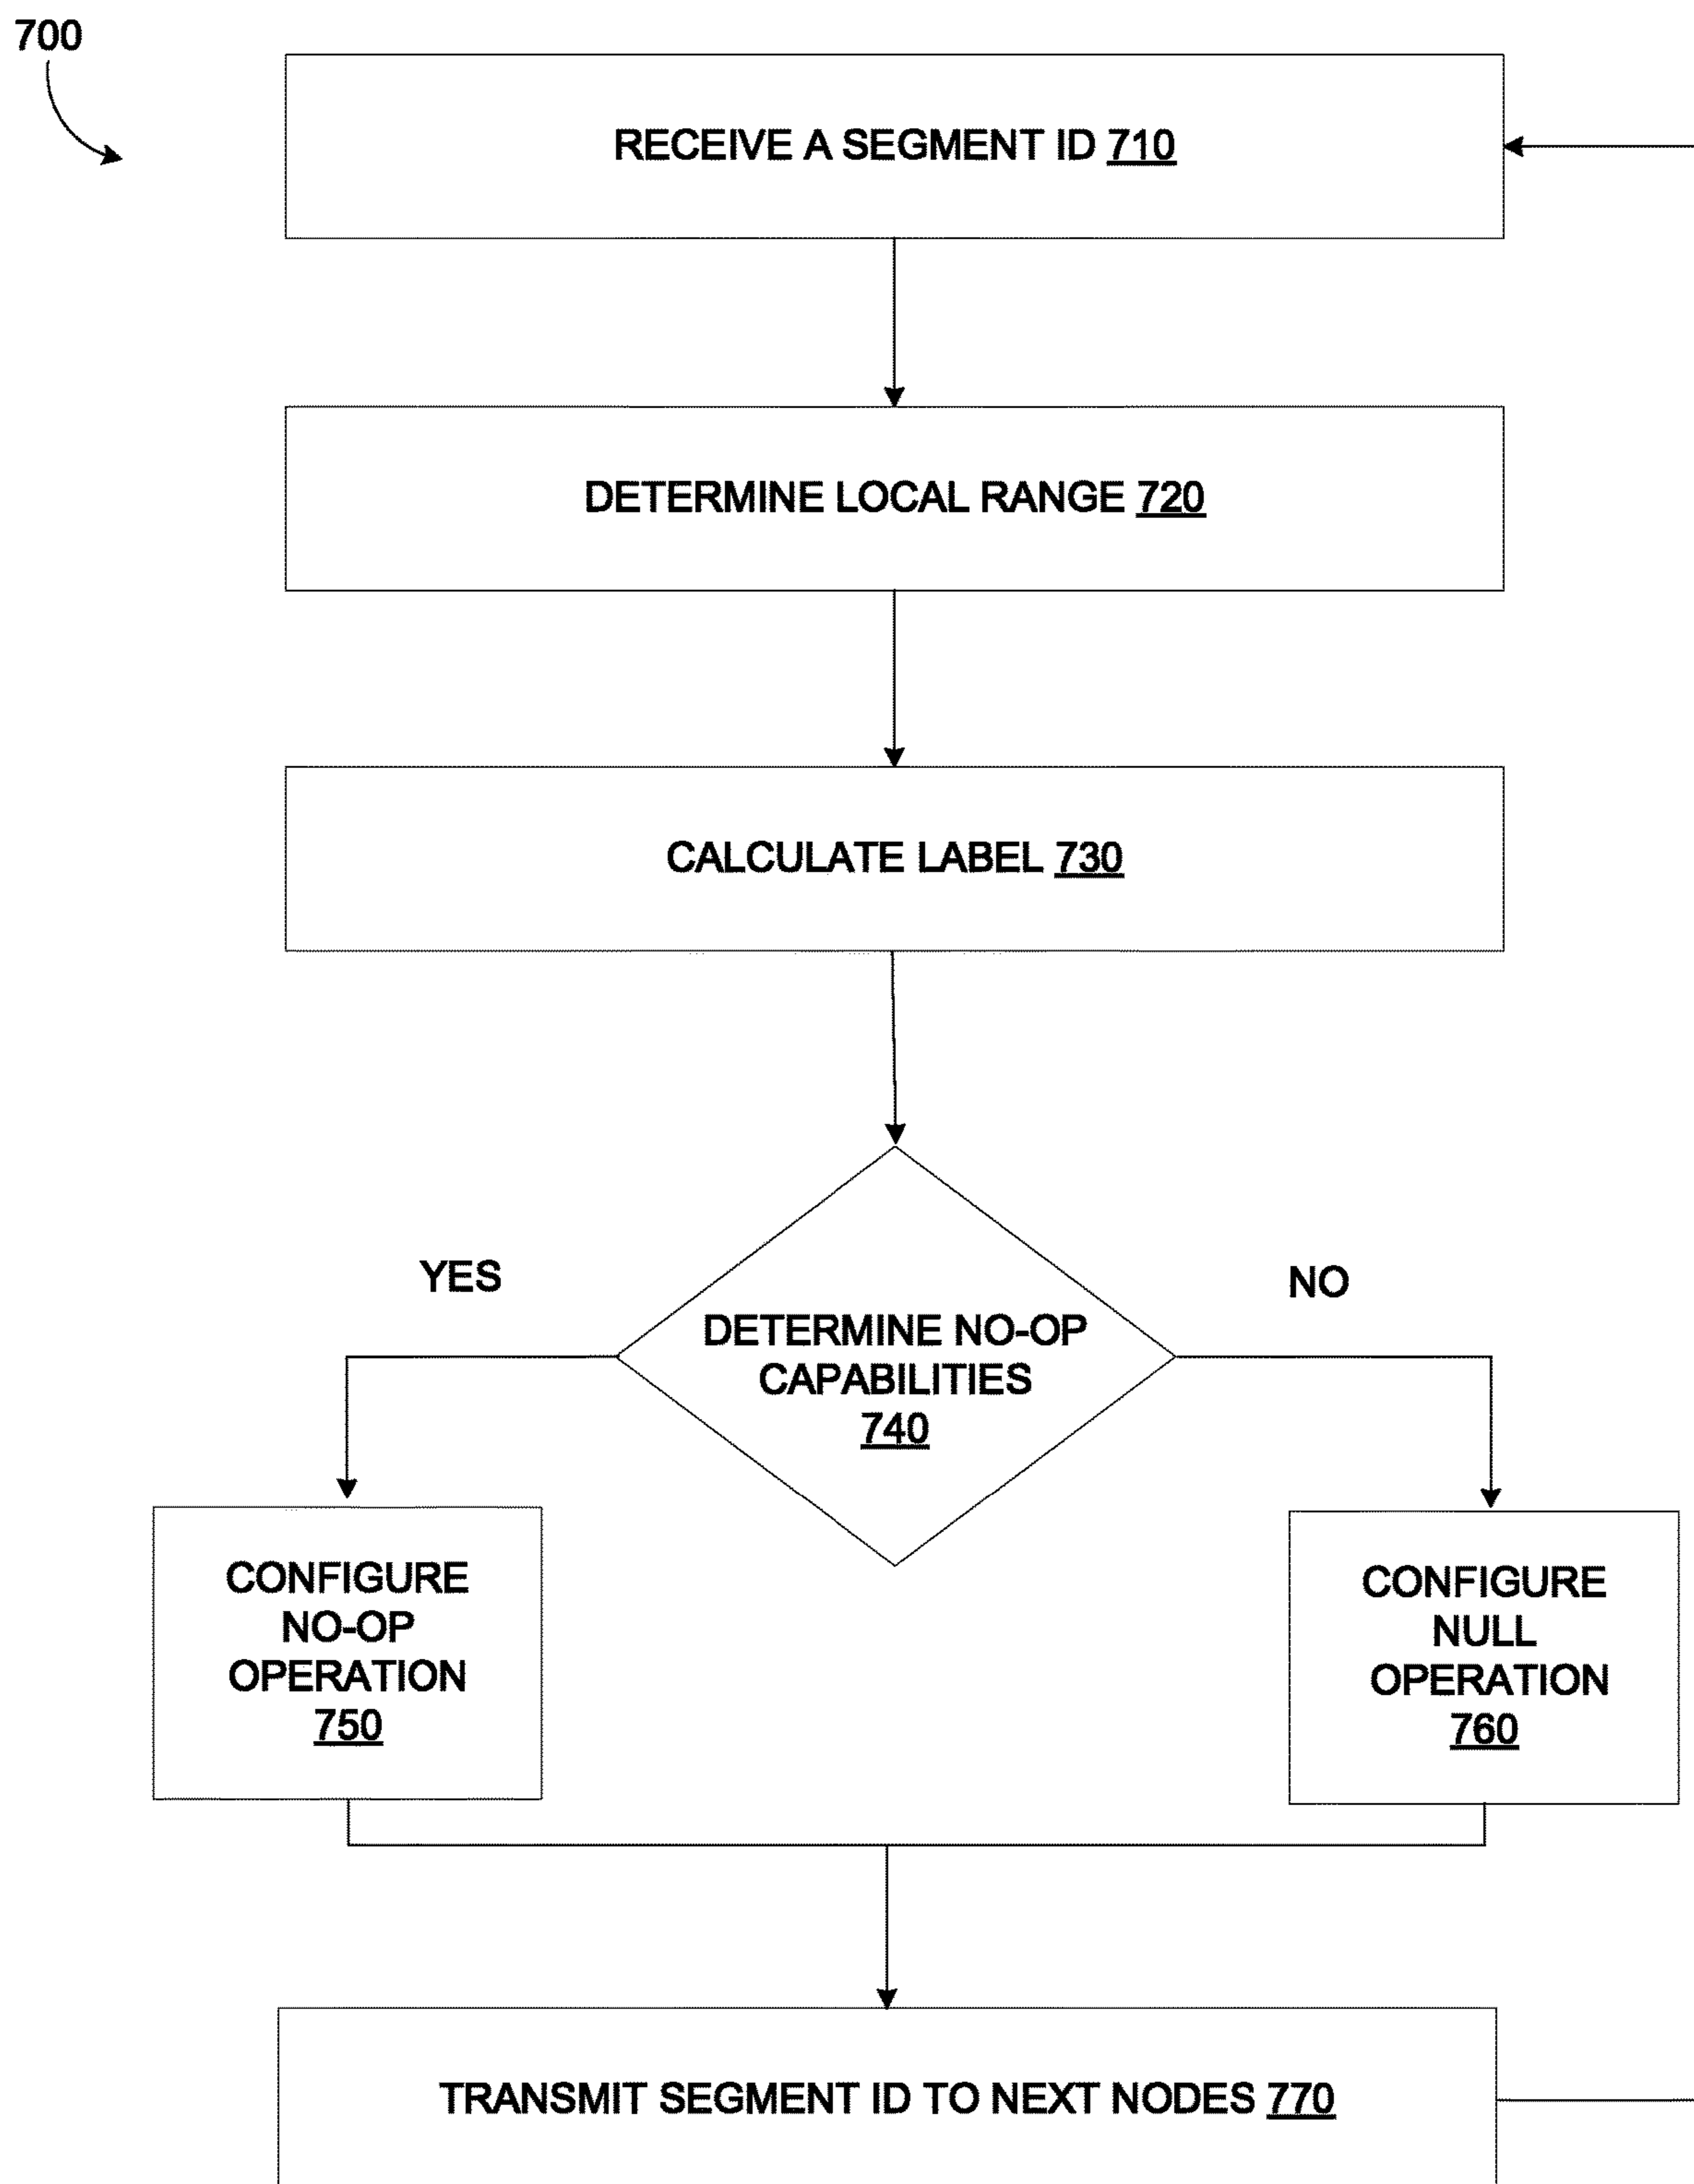 700
RECEIVE A SEGMENT ID 710
DETERMINE LOCAL RANGE 720
CALCULATE LABEL 730
YES
NO
DETERMINE NO-OP
CAPABILITIES
740
CONFIGURE
NO-OP
OPERATION
750
CONFIGURE
NULL
OPERATION
760
TRANSMIT SEGMENT ID TO NEXT NODES 770